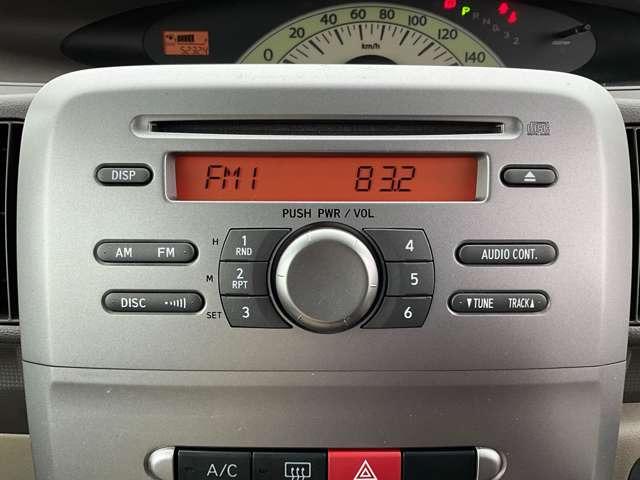 52324
0 20 40 60 80 100 120 140
km/h
P R N D 3 2
DISP
FM1 83.2
PUSH PWR / VOL
AM FM
H 1 RND
4
AUDIO CONT.
DISC
M 2 RPT
5
▼TUNE TRACK▲
SET 3
6
A/C